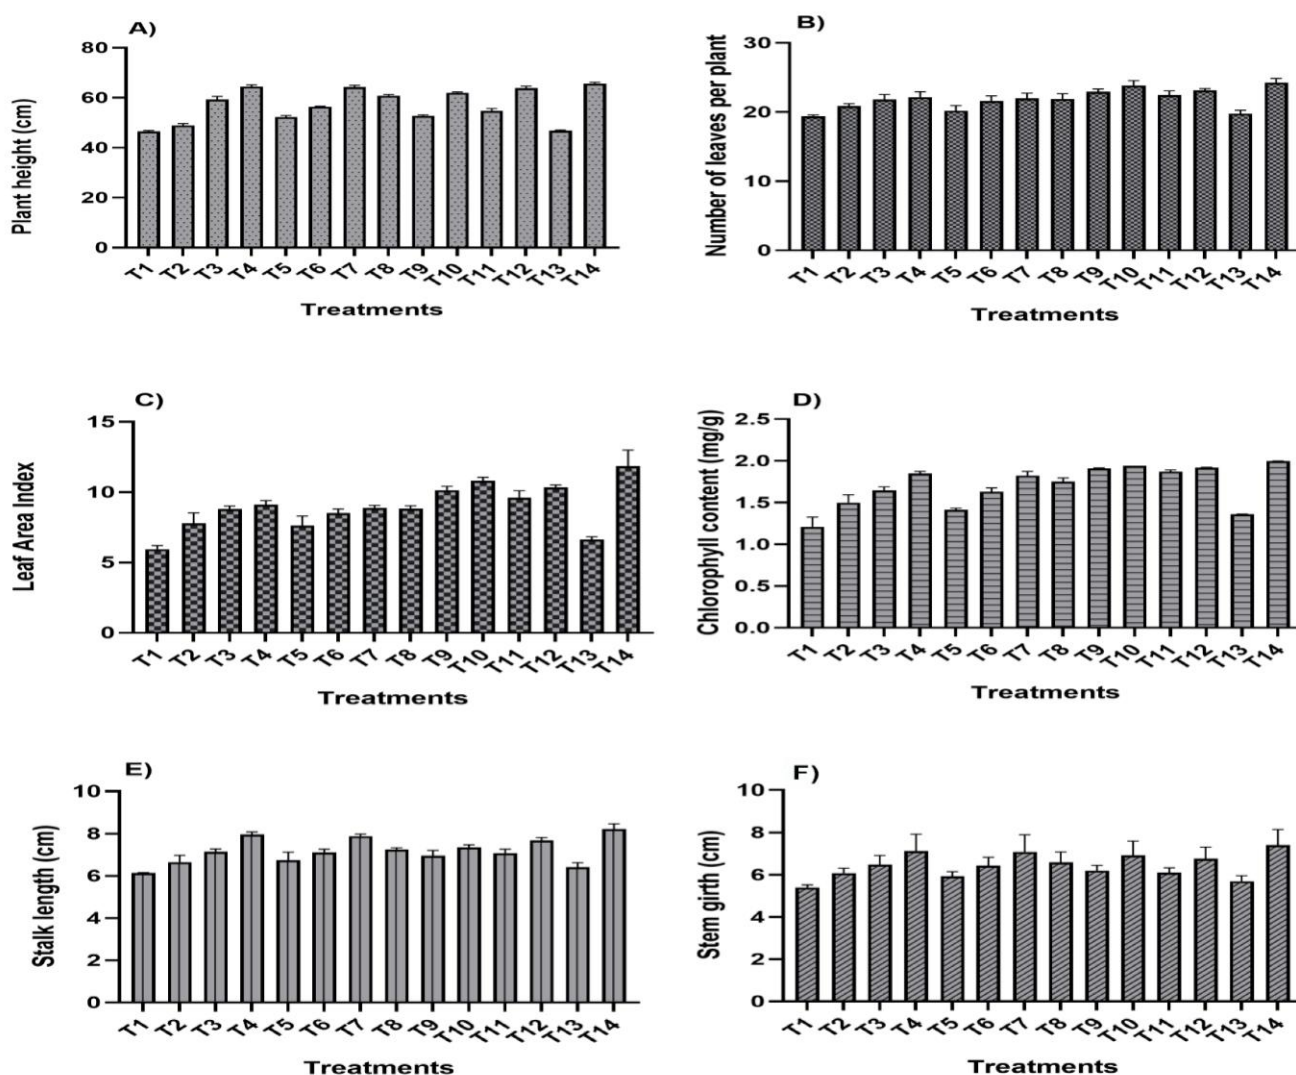 A)
Plant height (cm)
80
60
40
20
0
T1 T2 T3 T4 T5 T6 T7 T8 T9 T10 T11 T12 T13 T14
Treatments
B)
Number of leaves per plant
30
20
10
0
T1 T2 T3 T4 T5 T6 T7 T8 T9 T10 T11 T12 T13 T14
Treatments
C)
Leaf Area Index
15
10
5
0
T1 T2 T3 T4 T5 T6 T7 T8 T9 T10 T11 T12 T13 T14
Treatments
D)
Chlorophyll content (mg/g)
2.5
2.0
1.5
1.0
0.5
0.0
T1 T2 T3 T4 T5 T6 T7 T8 T9 T10 T11 T12 T13 T14
Treatments
E)
Stalk length (cm)
10
8
6
4
2
0
T1 T2 T3 T4 T5 T6 T7 T8 T9 T10 T11 T12 T13 T14
Treatments
F)
Stem girth (cm)
10
8
6
4
2
0
T1 T2 T3 T4 T5 T6 T7 T8 T9 T10 T11 T12 T13 T14
Treatments